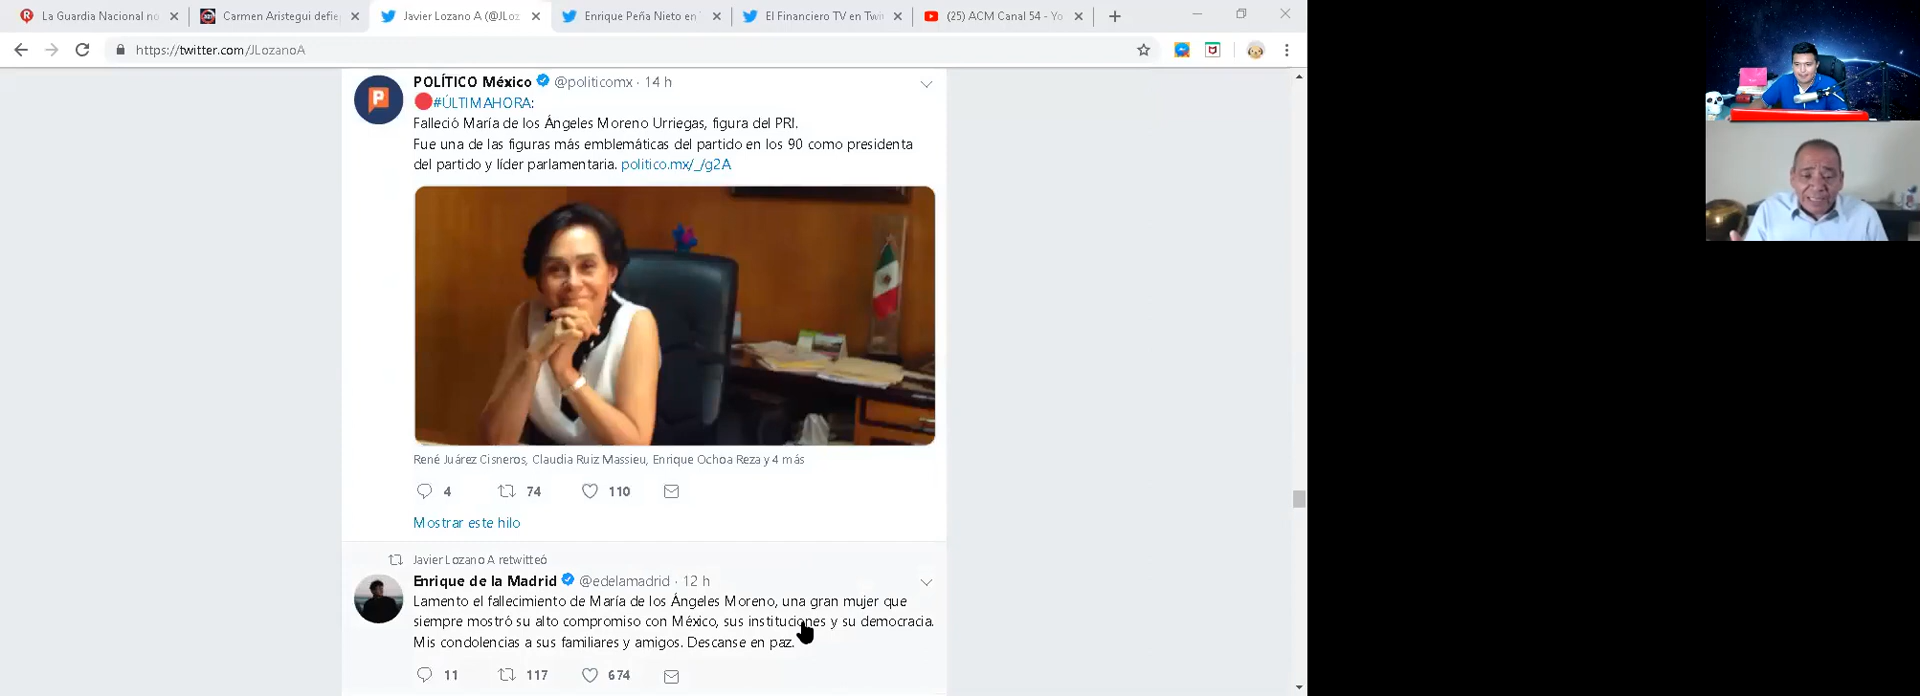 La Guardia Nacional no
Carmen Aristegui defie
Javier Lozano A (@JLoz
Enrique Peña Nieto en
El Financiero TV en Twi
(25) ACM Canal 54 - Yo
https://twitter.com/JLozanoA
POLÍTICO México @politicomx · 14 h
#ÚLTIMAHORA:
Falleció María de los Ángeles Moreno Urriegas, figura del PRI.
Fue una de las figuras más emblemáticas del partido en los 90 como presidenta
del partido y líder parlamentaria. politico.mx/_/g2A
René Juárez Cisneros, Claudia Ruiz Massieu, Enrique Ochoa Reza y 4 más
4 74 110
Mostrar este hilo
Javier Lozano A retwitteó
Enrique de la Madrid @edelamadrid · 12 h
Lamento el fallecimiento de María de los Ángeles Moreno, una gran mujer que
siempre mostró su alto compromiso con México, sus instituciones y su democracia.
Mis condolencias a sus familiares y amigos. Descanse en paz.
11 117 674